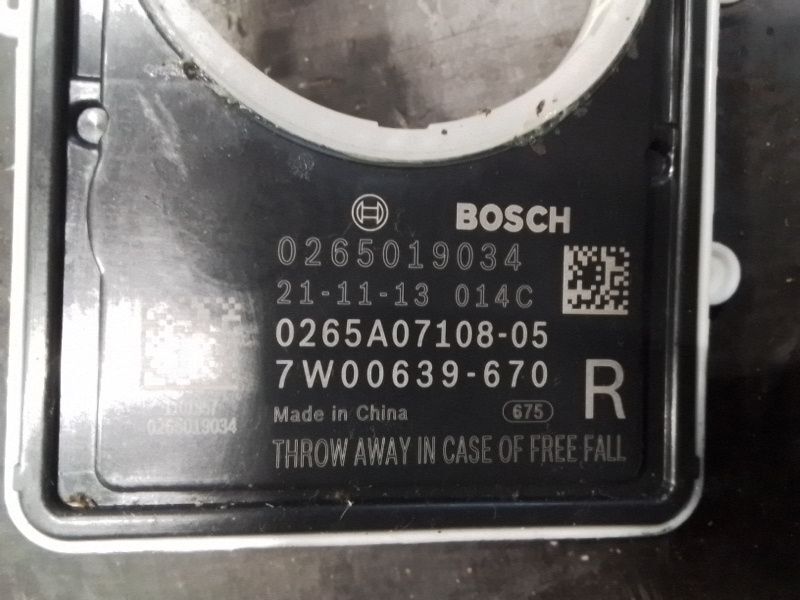 BOSCH
0265019034
21-11-13 014C
0265A07108-05
7W00639-670
R
Made in China
675
0265019034
THROW AWAY IN CASE OF FREE FALL